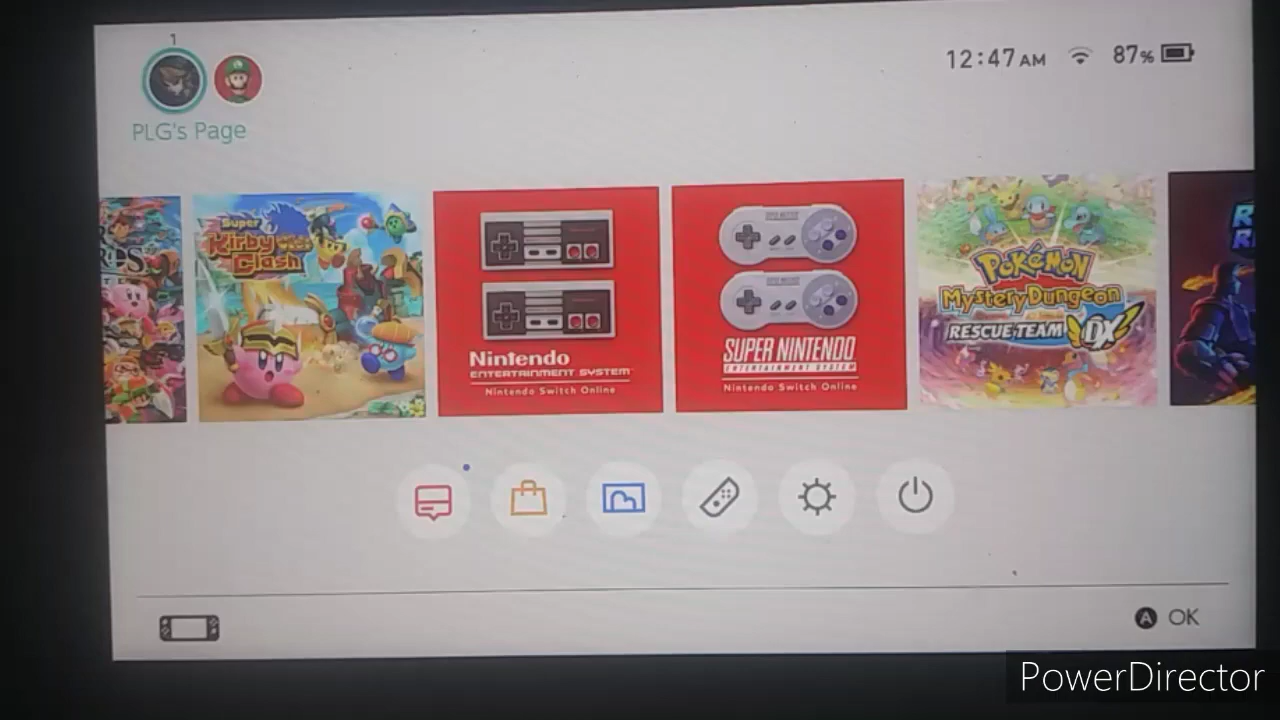 1
12:47 AM 87%
PLG's Page
Super
Kirby
Clash
Nintendo
ENTERTAINMENT SYSTEM
Nintendo Switch Online
SUPER NINTENDO
ENTERTAINMENT SYSTEM
Nintendo Switch Online
POKÉMON
Mystery Dungeon
RESCUE TEAM DX
A OK
PowerDirector